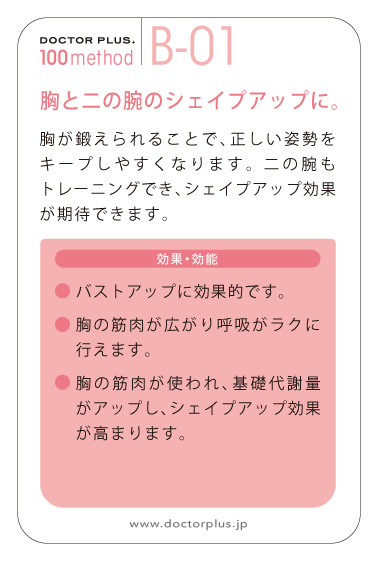 DOCTOR PLUS.
100method
B-01
胸と二の腕のシェイプアップに。
胸が鍛えられることで、正しい姿勢を
キープしやすくなります。二の腕も
トレーニングでき、シェイプアップ効果
が期待できます。
効果・効能
● バストアップに効果的です。
● 胸の筋肉が広がり呼吸がラクに
行えます。
● 胸の筋肉が使われ、基礎代謝量
がアップし、シェイプアップ効果
が高まります。
www.doctorplus.jp